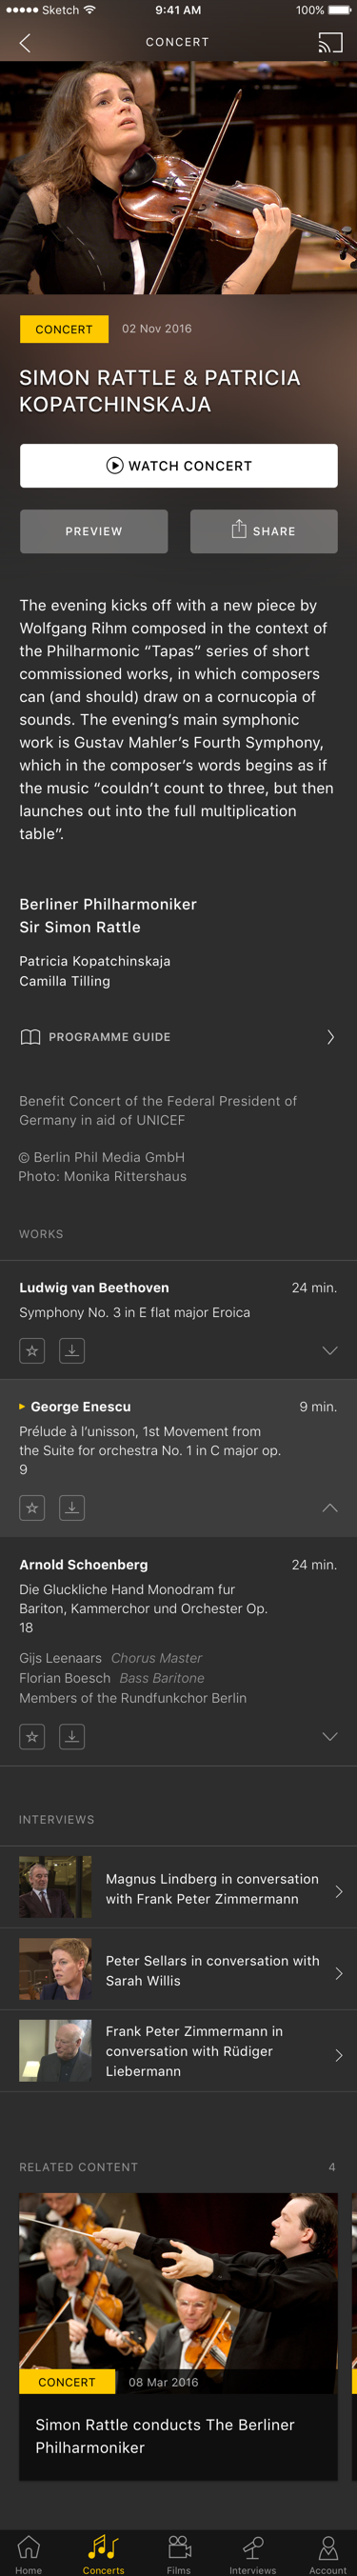 Sketch 9:41 AM 100%
CONCERT
CONCERT 02 Nov 2016
SIMON RATTLE & PATRICIA
KOPATCHINSKAJA
WATCH CONCERT
PREVIEW SHARE
The evening kicks off with a new piece by
Wolfgang Rihm composed in the context of
the Philharmonic “Tapas” series of short
commissioned works, in which composers
can (and should) draw on a cornucopia of
sounds. The evening’s main symphonic
work is Gustav Mahler’s Fourth Symphony,
which in the composer’s words begins as if
the music “couldn’t count to three, but then
launches out into the full multiplication
table”.
Berliner Philharmoniker
Sir Simon Rattle
Patricia Kopatchinskaja
Camilla Tilling
PROGRAMME GUIDE
Benefit Concert of the Federal President of
Germany in aid of UNICEF
© Berlin Phil Media GmbH
Photo: Monika Rittershaus
WORKS
Ludwig van Beethoven 24 min.
Symphony No. 3 in E flat major Eroica
George Enescu 9 min.
Prélude à l’unisson, 1st Movement from
the Suite for orchestra No. 1 in C major op.
9
Arnold Schoenberg 24 min.
Die Gluckliche Hand Monodram fur
Bariton, Kammerchor und Orchester Op.
18
Gijs Leenaars Chorus Master
Florian Boesch Bass Baritone
Members of the Rundfunkchor Berlin
INTERVIEWS
Magnus Lindberg in conversation
with Frank Peter Zimmermann
Peter Sellars in conversation with
Sarah Willis
Frank Peter Zimmermann in
conversation with Rüdiger
Liebermann
RELATED CONTENT 4
CONCERT 08 Mar 2016
Simon Rattle conducts The Berliner
Philharmoniker
Home Concerts Films Interviews Account